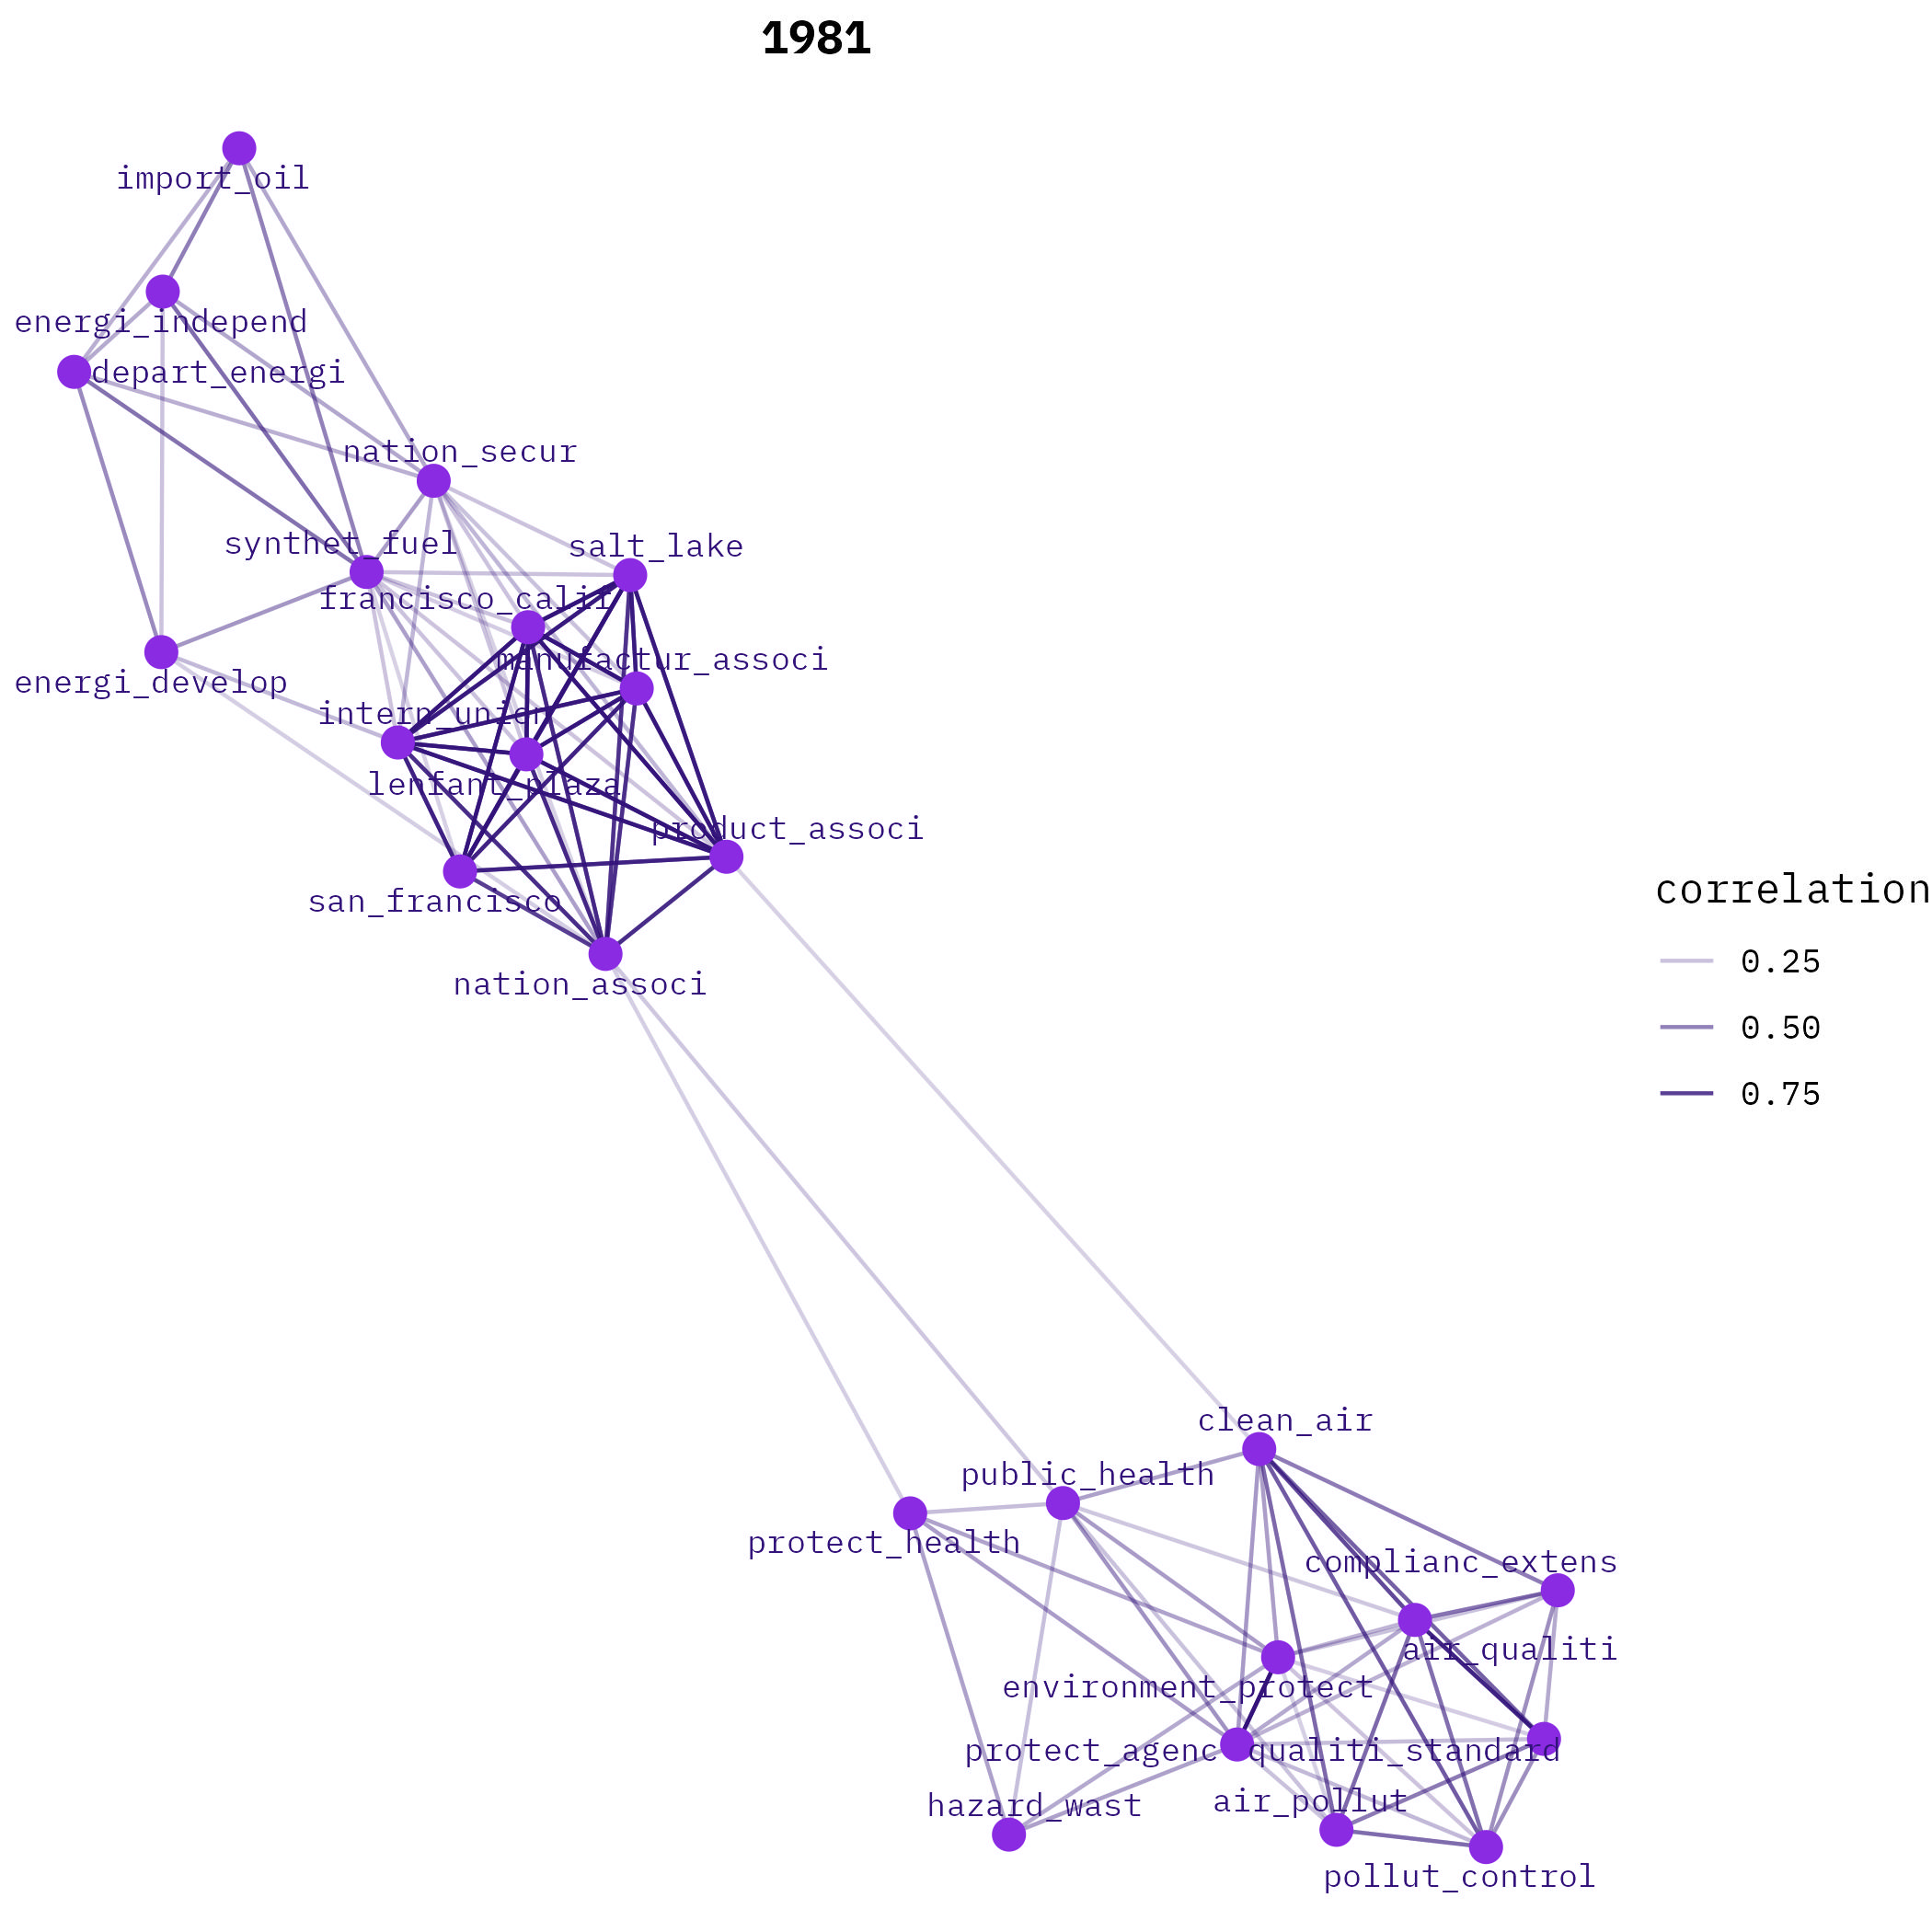 1981
import_oil
energi_independ
depart_energi
nation_secur
synthet_fuel
salt_lake
francisco_calif
manufactur_associ
energi_develop
intern_union
lenfant_plaza
product_associ
san_francisco
nation_associ
correlation
0.25
0.50
0.75
clean_air
public_health
protect_health
complianc_extens
air_qualiti
environment_protect
protect_agenc
qualiti_standard
hazard_wast
air_pollut
pollut_control